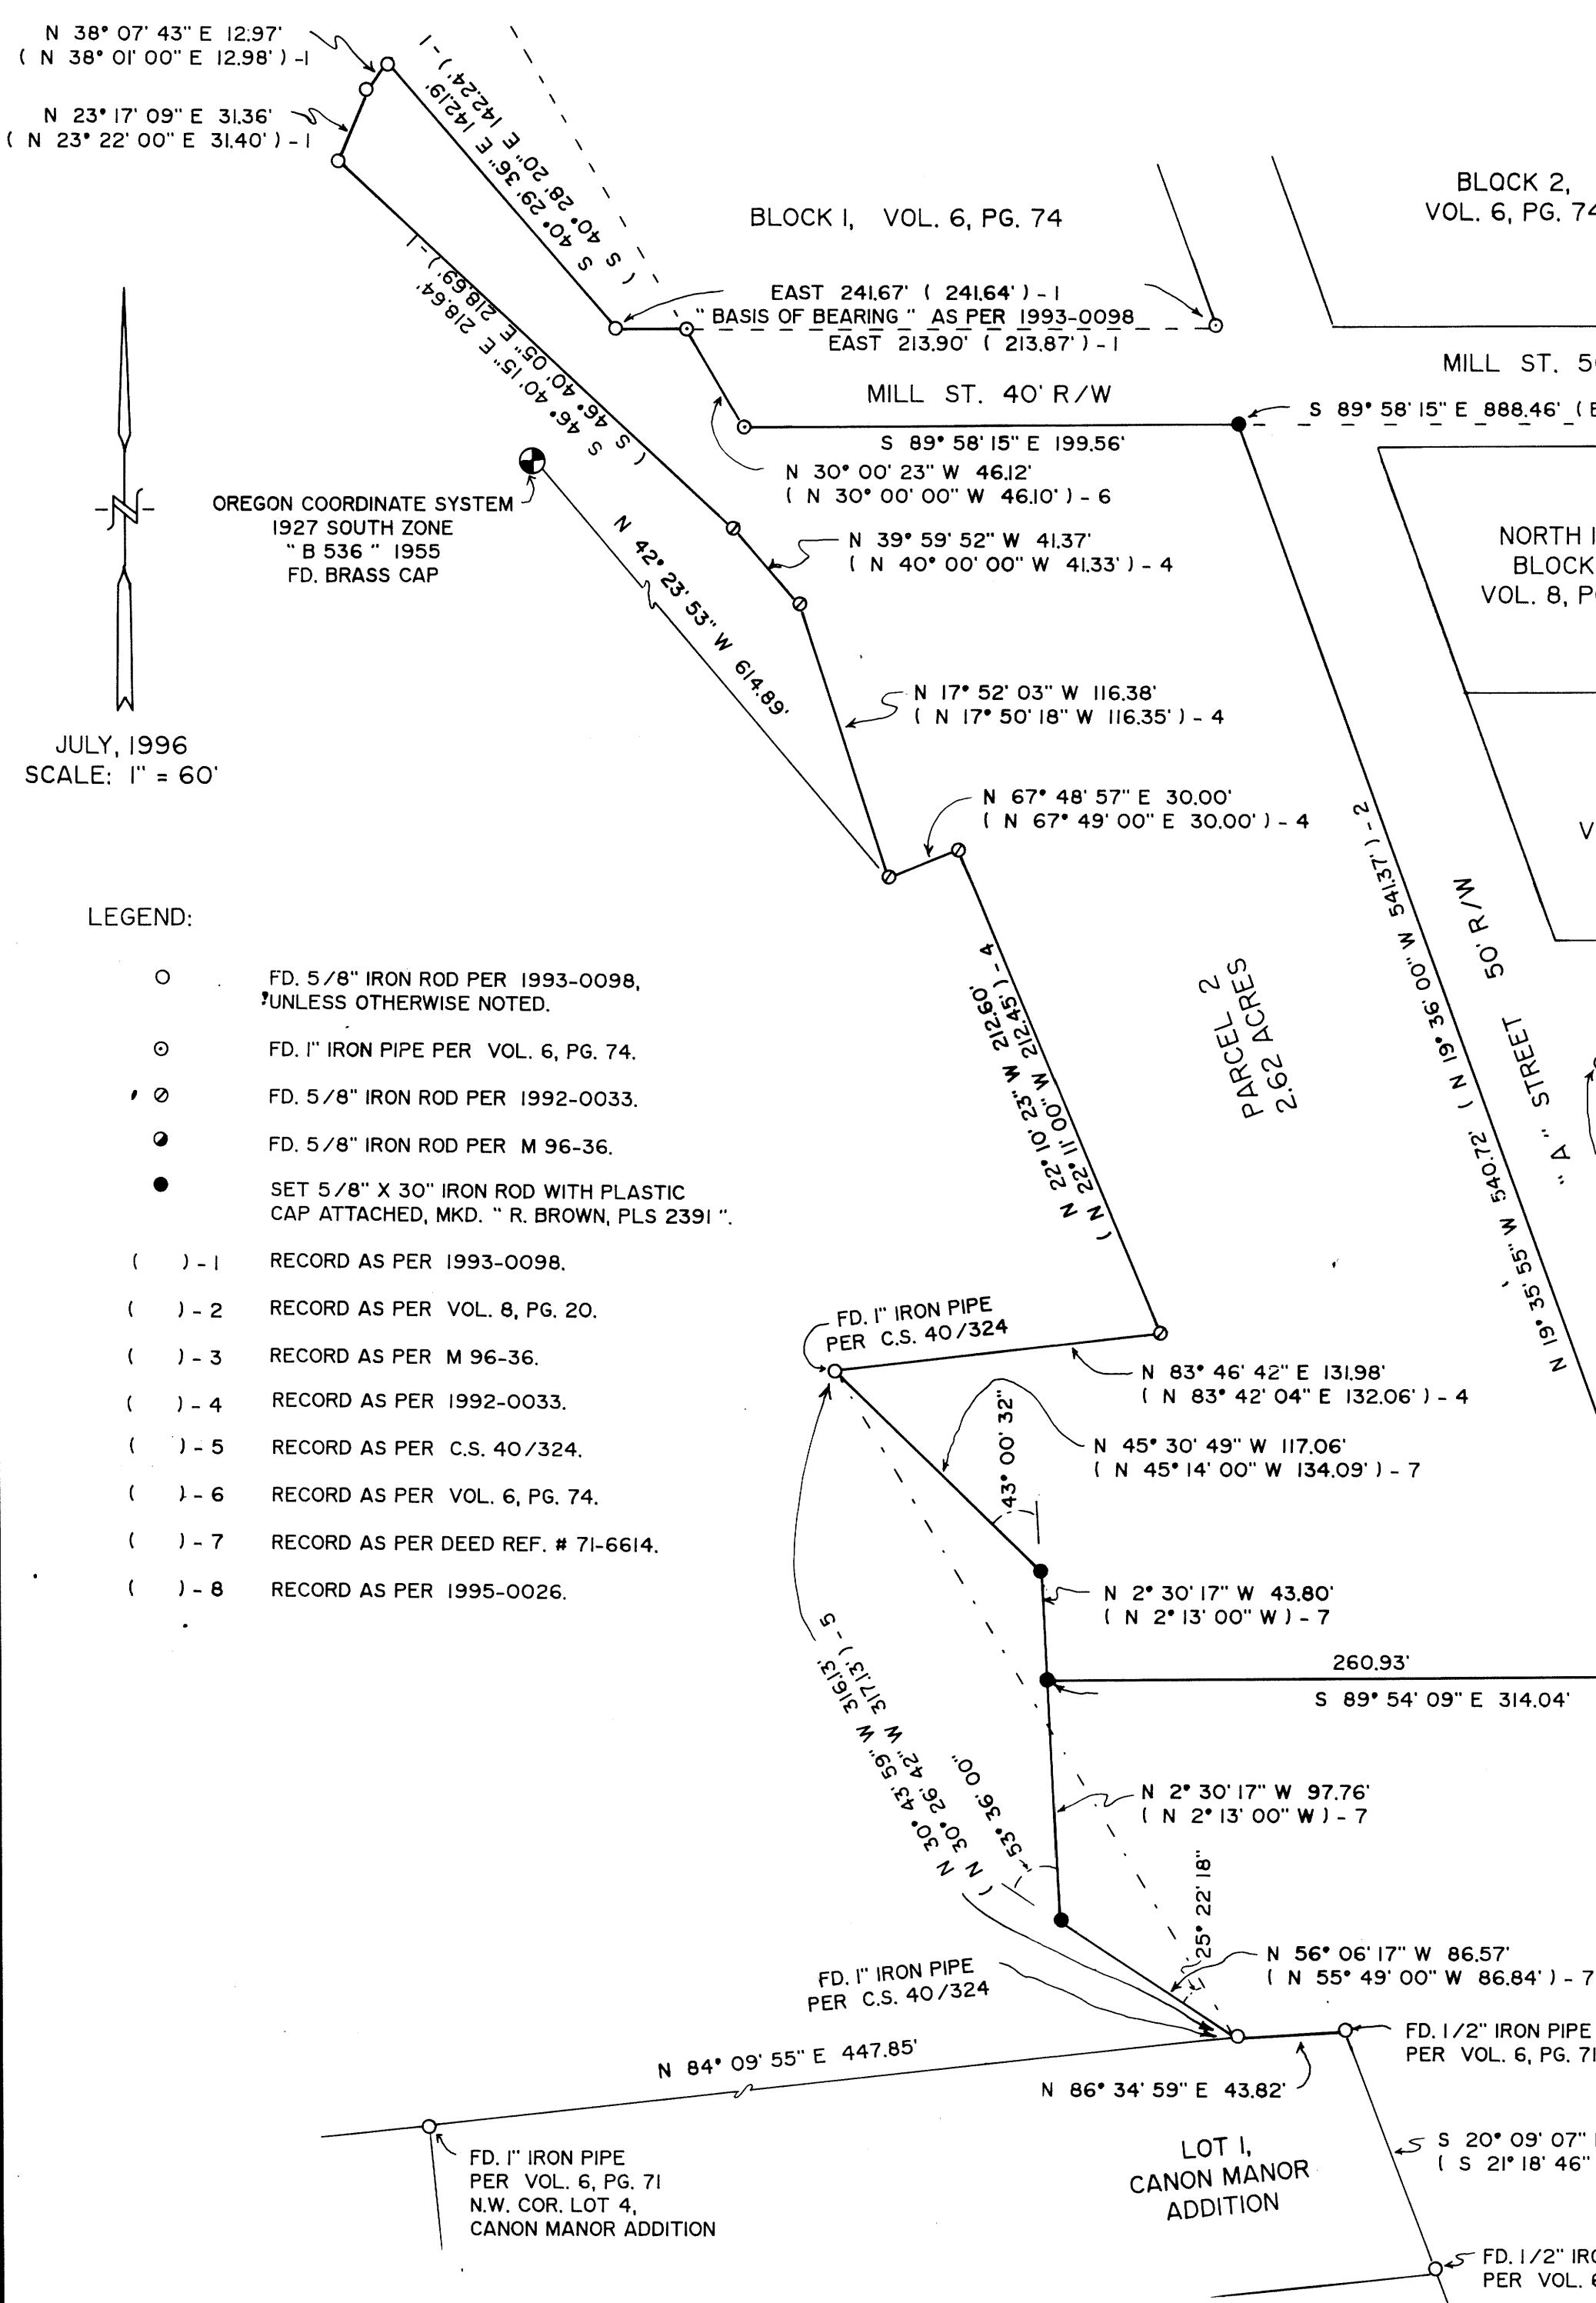 N 38° 07' 43" E 12.97'
( N 38° 01' 00" E 12.98' ) -1
N 23° 17' 09" E 31.36'
( N 23° 22' 00" E 31.40' ) -1
S 40° 29' 36" E 142.19'
( S 40° 28' 20" E 142.24' ) -1
BLOCK 1, VOL. 6, PG. 74
BLOCK 2,
VOL. 6, PG. 74
EAST 241.67' ( 241.64' ) - 1
" BASIS OF BEARING " AS PER 1993-0098
EAST 213.90' ( 213.87' ) - 1
S 46° 40' 15" E 218.64'
( S 46° 40' 05" E 218.69' ) -1
MILL ST. 40' R/W
MILL ST.
S 89° 58' 15" E 199.56'
S 89° 58' 15" E 888.46' (
N 30° 00' 23" W 46.12'
( N 30° 00' 00" W 46.10' ) - 6
OREGON COORDINATE SYSTEM
1927 SOUTH ZONE
" B 536 " 1955
FD. BRASS CAP
N 39° 59' 52" W 41.37'
( N 40° 00' 00" W 41.33' ) - 4
NORTH
BLOCK
VOL. 8,
N
N 42° 23' 53" W 614.89'
N 17° 52' 03" W 116.38'
( N 17° 50' 18" W 116.35' ) - 4
JULY, 1996
SCALE: 1" = 60'
N 67° 48' 57" E 30.00'
( N 67° 49' 00" E 30.00' ) - 4
V
N 19° 35' 55" W 540.72' ( N 19° 36' 00" W 541.37' ) - 2
"A" STREET 50' R/W
N 22° 10' 23" W 212.60'
( N 22° 11' 00" W 212.45' ) - 4
PARCEL 2
2.62 ACRES
LEGEND:
FD. 5/8" IRON ROD PER 1993-0098,
UNLESS OTHERWISE NOTED.
FD. 1" IRON PIPE PER VOL. 6, PG. 74.
FD. 5/8" IRON ROD PER 1992-0033.
FD. 5/8" IRON ROD PER M 96-36.
SET 5/8" X 30" IRON ROD WITH PLASTIC
CAP ATTACHED, MKD. " R. BROWN, PLS 2391 ".
( ) - 1 RECORD AS PER 1993-0098.
( ) - 2 RECORD AS PER VOL. 8, PG. 20.
( ) - 3 RECORD AS PER M 96-36.
( ) - 4 RECORD AS PER 1992-0033.
( ) - 5 RECORD AS PER C.S. 40/324.
( ) - 6 RECORD AS PER VOL. 6, PG. 74.
( ) - 7 RECORD AS PER DEED REF. # 71-6614.
( ) - 8 RECORD AS PER 1995-0026.
FD. 1" IRON PIPE
PER C.S. 40/324
N 83° 46' 42" E 131.98'
( N 83° 42' 04" E 132.06' ) - 4
43° 00' 32"
N 45° 30' 49" W 117.06'
( N 45° 14' 00" W 134.09' ) - 7
N 2° 30' 17" W 43.80'
( N 2° 13' 00" W ) - 7
260.93'
S 89° 54' 09" E 314.04'
N 30° 43' 59" W 316.13'
( N 30° 26' 42" W 317.13' ) - 5
53° 36' 00"
N 2° 30' 17" W 97.76'
( N 2° 13' 00" W ) - 7
25° 22' 18"
N 56° 06' 17" W 86.57'
( N 55° 49' 00" W 86.84' ) - 7
FD. 1" IRON PIPE
PER C.S. 40/324
FD. 1/2" IRON PIPE
PER VOL. 6, PG. 71
N 84° 09' 55" E 447.85'
N 86° 34' 59" E 43.82'
FD. 1" IRON PIPE
PER VOL. 6, PG. 71
N.W. COR. LOT 4,
CANON MANOR ADDITION
LOT 1,
CANON MANOR
ADDITION
S 20° 09' 07"
( S 21° 18' 46"
FD. 1/2"
PER VOL.